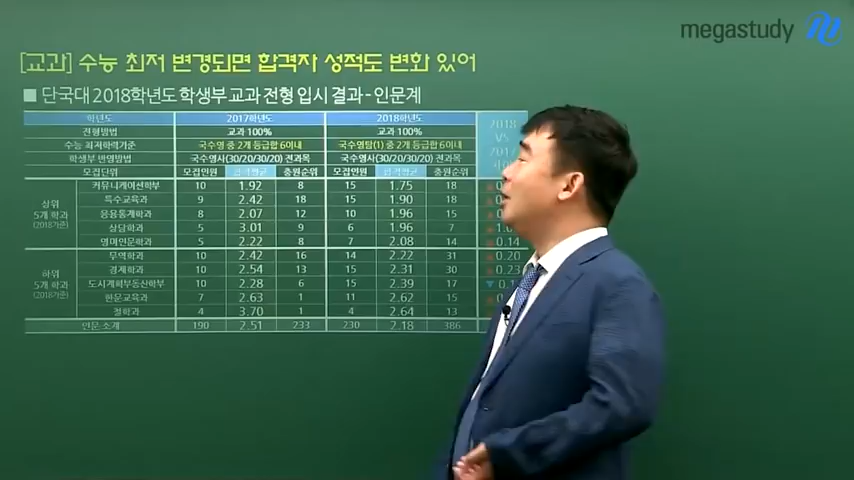 megastudy
[교과] 수능 최저 변경되면 합격자 성적도 변화 있어
■ 단국대 2018학년도 학생부교과 전형 입시 결과 - 인문계
학년도 2017학년도 2018학년도 2018
전형방법 교과 100% 교과 100% VS
수능 최저학력기준 국수영 중 2개 등급합 6이내 국수영탐(1) 중 2개 등급합 6이내 2017
학생부 반영방법 국수영사(30/20/30/20) 전과목 국수영사(30/20/30/20) 전과목
모집단위 모집인원 합격평균 충원순위 모집인원 합격평균 충원순위
상위 5개 학과 (2018기준)
커뮤니케이션학부 10 1.92 8 15 1.75 18
특수교육과 9 2.42 18 15 1.90 18
응용통계학과 8 2.07 12 10 1.96 15
상담학과 5 3.01 9 6 1.96 7
영미인문학과 5 2.22 8 7 2.08 14 0.14
하위 5개 학과 (2018기준)
무역학과 10 2.42 16 14 2.22 31 0.20
경제학과 10 2.54 13 15 2.31 30 0.23
도시계획부동산학부 10 2.28 6 15 2.39 17
한문교육과 7 2.63 1 11 2.62 15
철학과 4 3.70 1 4 2.64 13
인문 소계 190 2.51 233 230 2.18 386